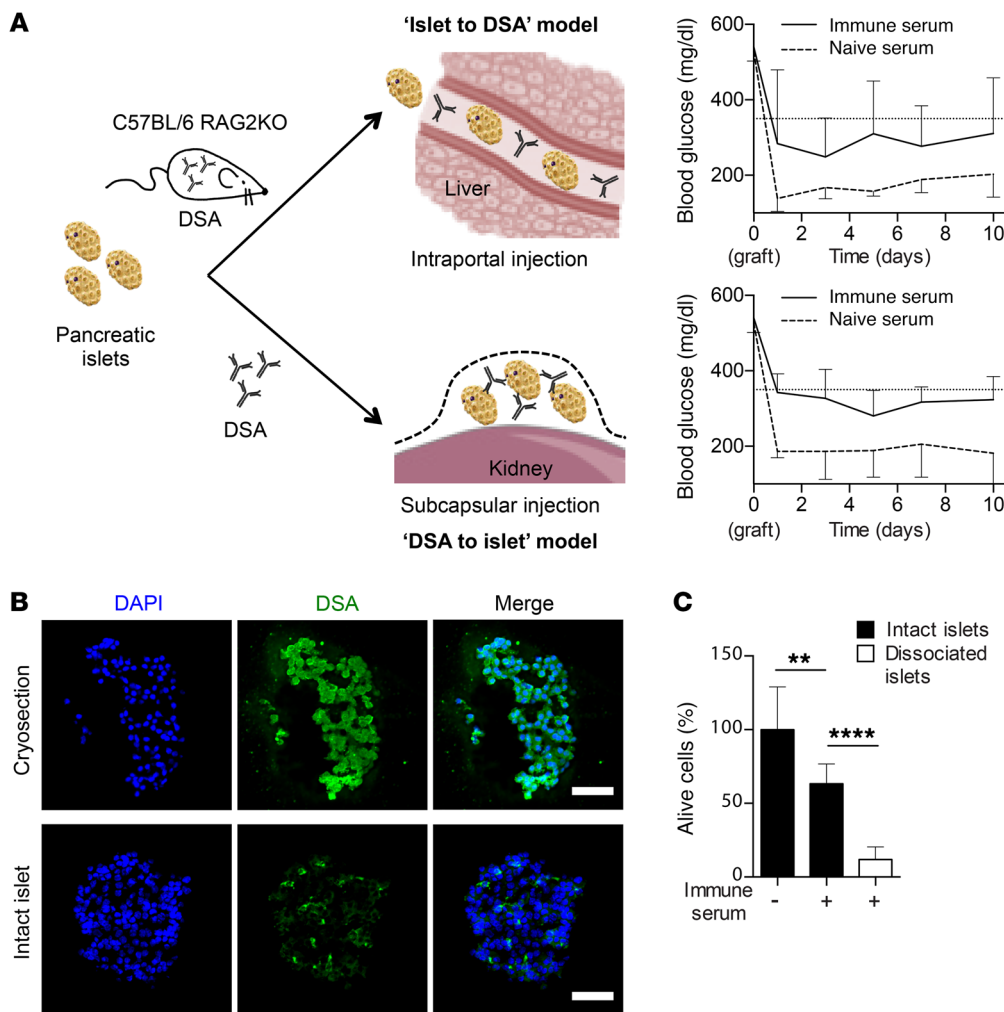 A
'Islet to DSA' model
C57BL/6 RAG2KO
DSA
Pancreatic
islets
DSA
Liver
Intraportal injection
Kidney
Subcapsular injection
'DSA to islet' model
Immune serum
Naive serum
Blood glucose (mg/dl)
600
400
200
0 2 4 6 8 10
(graft) Time (days)
Immune serum
Naive serum
Blood glucose (mg/dl)
600
400
200
0 2 4 6 8 10
(graft) Time (days)
B
DAPI DSA Merge
Cryosection
Intact islet
C
Intact islets
Dissociated
islets
Alive cells (%)
150
100
50
0
**
****
Immune
serum
- + +